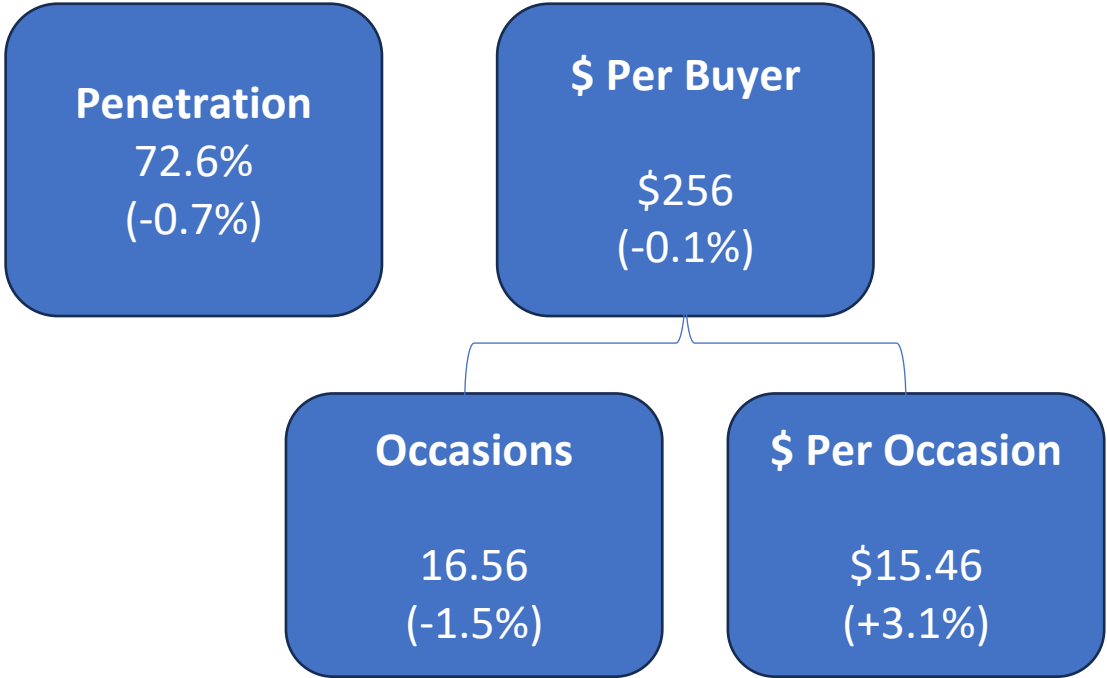 Penetration
72.6%
(-0.7%)
$ Per Buyer
$256
(-0.1%)
Occasions
16.56
(-1.5%)
$ Per Occasion
$15.46
(+3.1%)